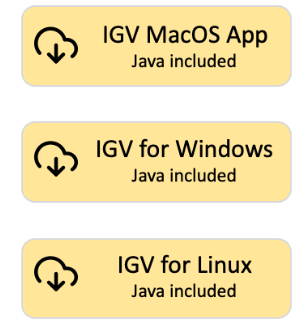 IGV MacOS App
Java included
IGV for Windows
Java included
IGV for Linux
Java included